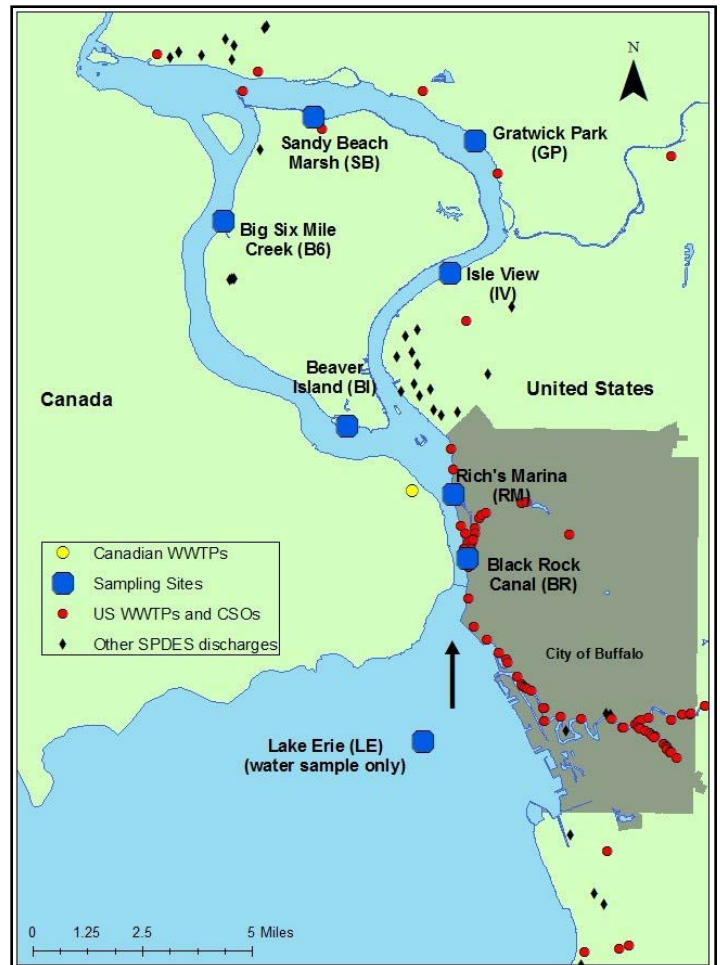 N
Sandy Beach
Marsh (SB)
Gratwick Park
(GP)
Big Six Mile
Creek (B6)
Isle View
(IV)
Beaver
Island (BI)
Canada
United States
Rich's Marina
(RM)
Canadian WWTPs
Sampling Sites
US WWTPs and CSOs
Other SPDES discharges
Black Rock
Canal (BR)
City of Buffalo
Lake Erie (LE)
(water sample only)
0 1.25 2.5 5 Miles